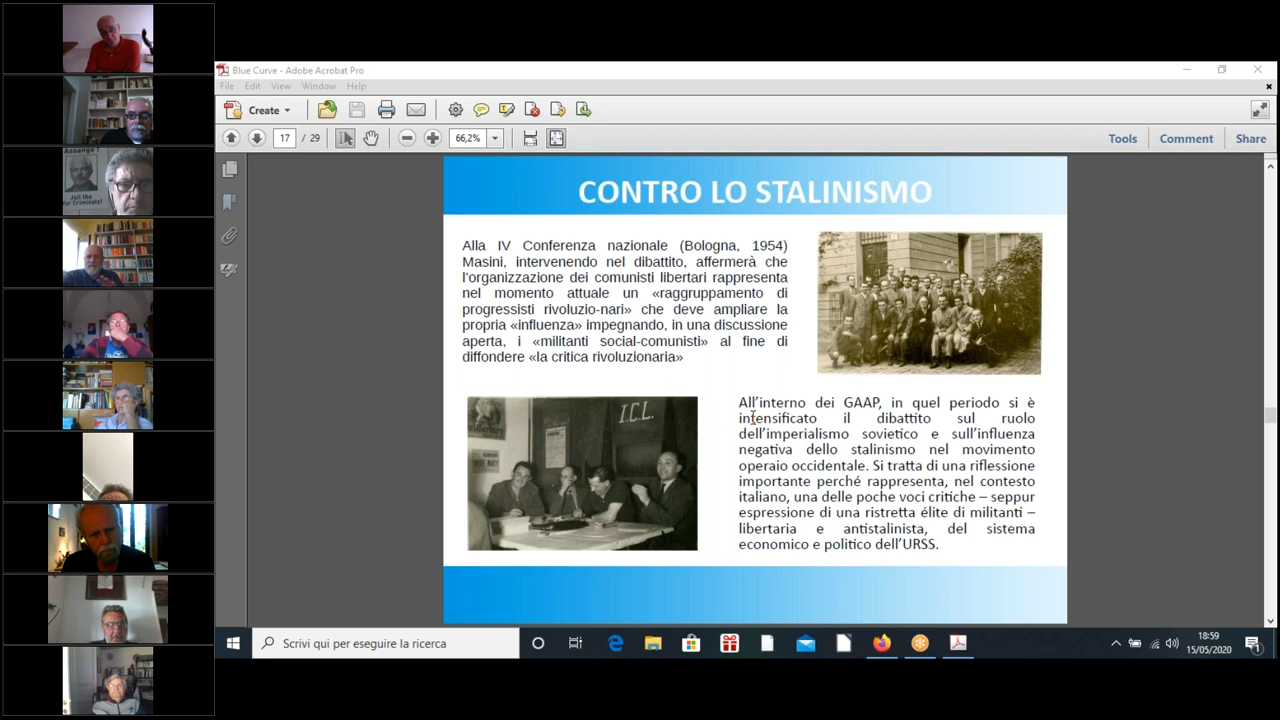 Assange !
Jail the
War Criminals!
Blue Curve - Adobe Acrobat Pro
File Edit View Window Help
Create
17 / 29
66,2%
Tools Comment Share
CONTRO LO STALINISMO
Alla IV Conferenza nazionale (Bologna, 1954)
Masini, intervenendo nel dibattito, affermerà che
l'organizzazione dei comunisti libertari rappresenta
nel momento attuale un «raggruppamento di
progressisti rivoluzio-nari» che deve ampliare la
propria «influenza» impegnando, in una discussione
aperta, i «militanti social-comunisti» al fine di
diffondere «la critica rivoluzionaria»
I.C.L.
All'interno dei GAAP, in quel periodo si è
intensificato il dibattito sul ruolo
dell'imperialismo sovietico e sull'influenza
negativa dello stalinismo nel movimento
operaio occidentale. Si tratta di una riflessione
importante perché rappresenta, nel contesto
italiano, una delle poche voci critiche – seppur
espressione di una ristretta élite di militanti –
libertaria e antistalinista, del sistema
economico e politico dell'URSS.
Scrivi qui per eseguire la ricerca
18:59
15/05/2020
1